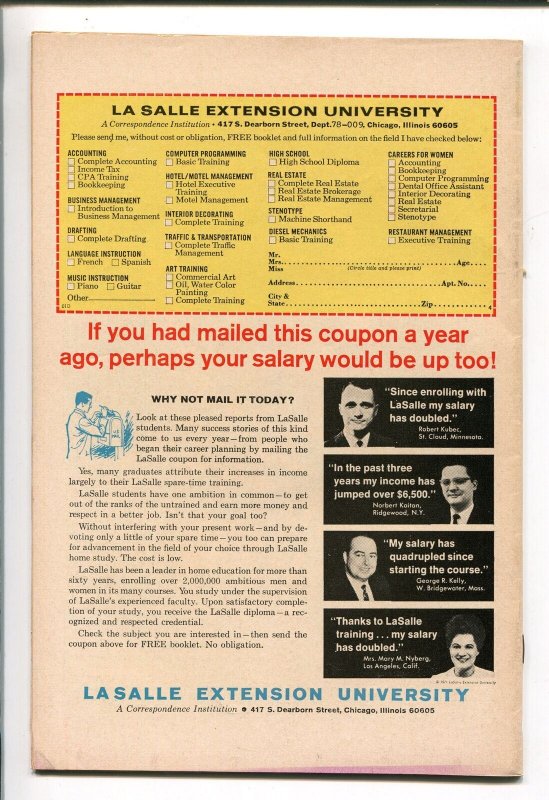 LA SALLE EXTENSION UNIVERSITY
A Correspondence Institution • 417 S. Dearborn Street, Dept. 78-009, Chicago, Illinois 60605
Please send me, without cost or obligation, FREE booklet and full information on the field I have checked below:
ACCOUNTING
Complete Accounting
Income Tax
CPA Training
Bookkeeping
BUSINESS MANAGEMENT
Introduction to
Business Management
DRAFTING
Complete Drafting
LANGUAGE INSTRUCTION
French Spanish
MUSIC INSTRUCTION
Piano Guitar
Other
COMPUTER PROGRAMMING
Basic Training
HOTEL/MOTEL MANAGEMENT
Hotel Executive
Training
Motel Management
INTERIOR DECORATING
Complete Training
TRAFFIC & TRANSPORTATION
Complete Traffic
Management
ART TRAINING
Commercial Art
Oil, Water Color
Painting
Complete Training
HIGH SCHOOL
High School Diploma
REAL ESTATE
Complete Real Estate
Real Estate Brokerage
Real Estate Management
STENOTYPE
Machine Shorthand
DIESEL MECHANICS
Basic Training
CAREERS FOR WOMEN
Accounting
Bookkeeping
Computer Programming
Dental Office Assistant
Interior Decorating
Real Estate
Secretarial
Stenotype
RESTAURANT MANAGEMENT
Executive Training
Mr.
Mrs. Age
Miss (Circle title and please print)
Address Apt. No.
City &
State Zip
If you had mailed this coupon a year
ago, perhaps your salary would be up too!
WHY NOT MAIL IT TODAY?
Look at these pleased reports from LaSalle
students. Many success stories of this kind
come to us every year—from people who
began their career planning by mailing the
LaSalle coupon for information.
Yes, many graduates attribute their increases in income
largely to their LaSalle spare-time training.
LaSalle students have one ambition in common—to get
out of the ranks of the untrained and earn more money and
respect in a better job. Isn't that your goal too?
Without interfering with your present work—and by de-
voting only a little of your spare time—you too can prepare
for advancement in the field of your choice through LaSalle
home study. The cost is low.
LaSalle has been a leader in home education for more than
sixty years, enrolling over 2,000,000 ambitious men and
women in its many courses. You study under the supervision
of LaSalle's experienced faculty. Upon satisfactory comple-
tion of your study, you receive the LaSalle diploma—a rec-
ognized and respected credential.
Check the subject you are interested in—then send the
coupon above for FREE booklet. No obligation.
"Since enrolling with
LaSalle my salary
has doubled."
Robert Kubec,
St. Cloud, Minnesota.
"In the past three
years my income has
jumped over $6,500."
Norbert Kaiton,
Ridgewood, N.Y.
"My salary has
quadrupled since
starting the course."
George R. Kelly,
W. Bridgewater, Mass.
"Thanks to LaSalle
training . . . my salary
has doubled."
Mrs. Mary M. Nyberg,
Los Angeles, Calif.
LASALLE EXTENSION UNIVERSITY
A Correspondence Institution • 417 S. Dearborn Street, Chicago, Illinois 60605